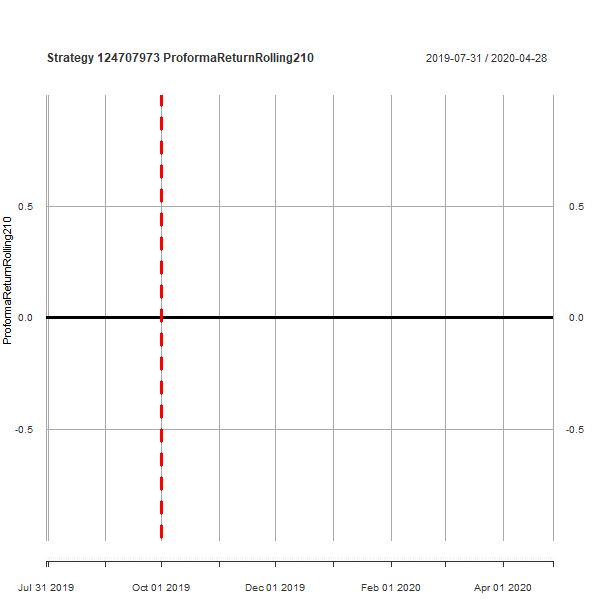 Strategy 124707973 ProformaReturnRolling210
2019-07-31 / 2020-04-28
ProformaReturnRolling210
0.5
0.5
0.0
0.0
-0.5
-0.5
Jul 31 2019
Oct 01 2019
Dec 01 2019
Feb 01 2020
Apr 01 2020